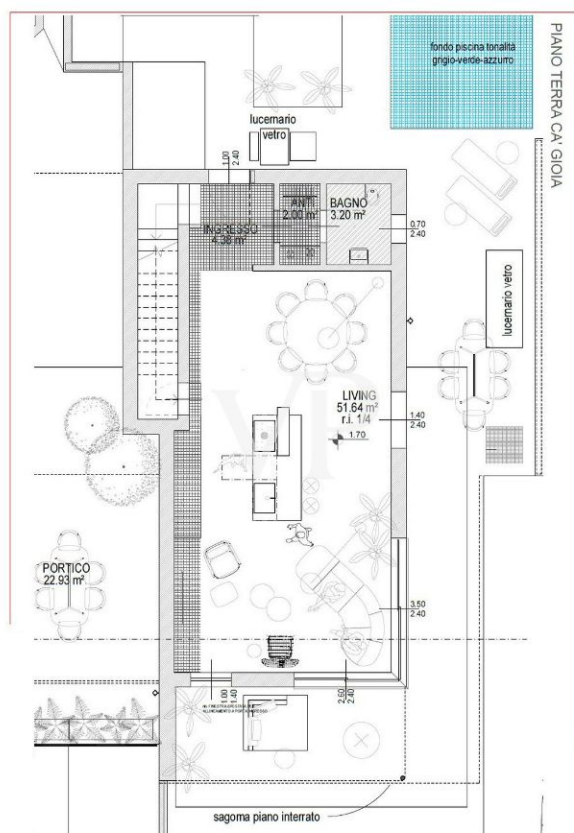 fondo piscina tonalità
grigio-verde-azzurro
PIANO TERRA CA' GIOIA
lucernario
vetro
1.00
2.40
ANTI
2.00 m²
BAGNO
3.20 m²
INGRESSO
4.38 m²
0.70
2.40
lucernario vetro
LIVING
51.64 m²
r.i. 1/4
1.70
1.40
2.40
PORTICO
22.93 m²
3.50
2.40
1.00
1.40
2.60
2.40
sagoma piano interrato